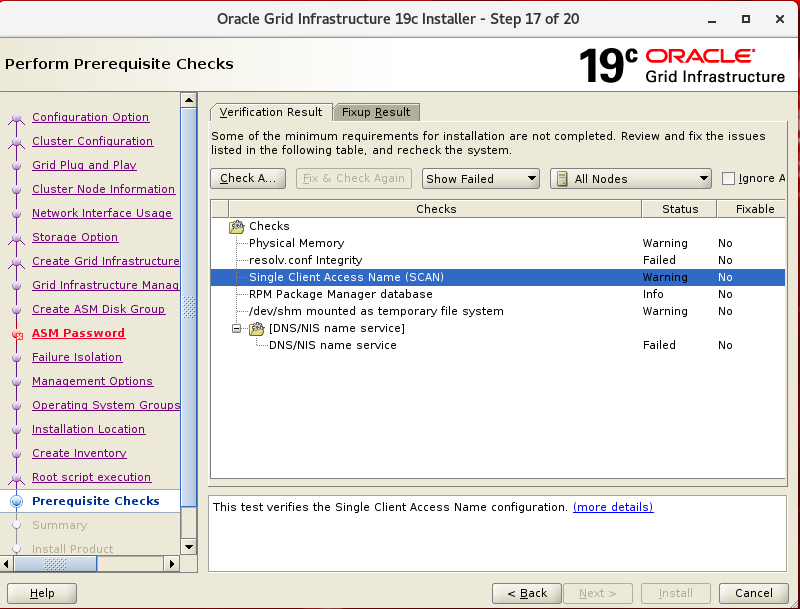 Oracle Grid Infrastructure 19c Installer - Step 17 of 20
Perform Prerequisite Checks
19c ORACLE
Grid Infrastructure
Configuration Option
Cluster Configuration
Grid Plug and Play
Cluster Node Information
Network Interface Usage
Storage Option
Create Grid Infrastructure
Grid Infrastructure Manag
Create ASM Disk Group
ASM Password
Failure Isolation
Management Options
Operating System Groups
Installation Location
Create Inventory
Root script execution
Prerequisite Checks
Summary
Install Product
Verification Result Fixup Result
Some of the minimum requirements for installation are not completed. Review and fix the issues
listed in the following table, and recheck the system.
Check A... Fix & Check Again Show Failed All Nodes Ignore A
Checks Status Fixable
Checks
Physical Memory Warning No
resolv.conf Integrity Failed No
Single Client Access Name (SCAN) Warning No
RPM Package Manager database Info No
/dev/shm mounted as temporary file system Warning No
[DNS/NIS name service]
DNS/NIS name service Failed No
This test verifies the Single Client Access Name configuration. (more details)
Help < Back Next > Install Cancel